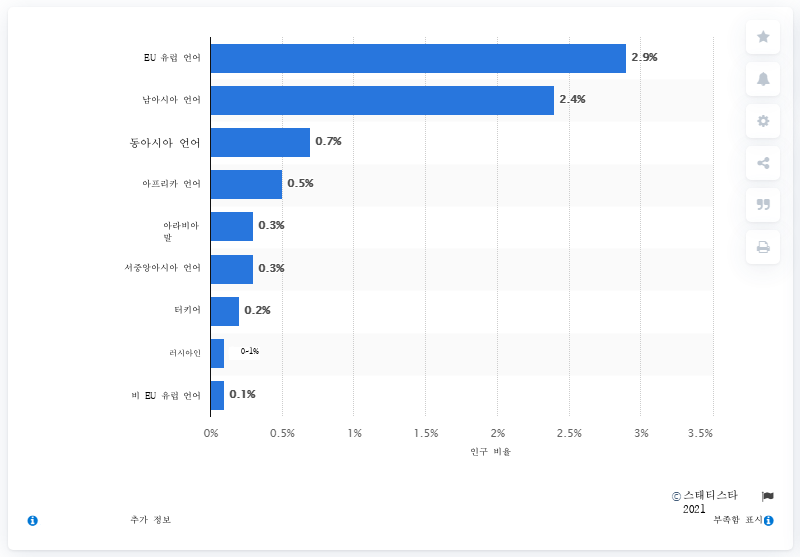 EU 유럽 언어
2.9%
남아시아 언어
2.4%
동아시아 언어
0.7%
아프리카 언어
0.5%
아라비아
말
0.3%
서중앙아시아 언어
0.3%
터키어
0.2%
러시아인
0-1%
비 EU 유럽 언어
0.1%
0% 0.5% 1% 1.5% 2% 2.5% 3% 3.5%
인구 비율
© 스태티스타
2021
추가 정보
부족함 표시